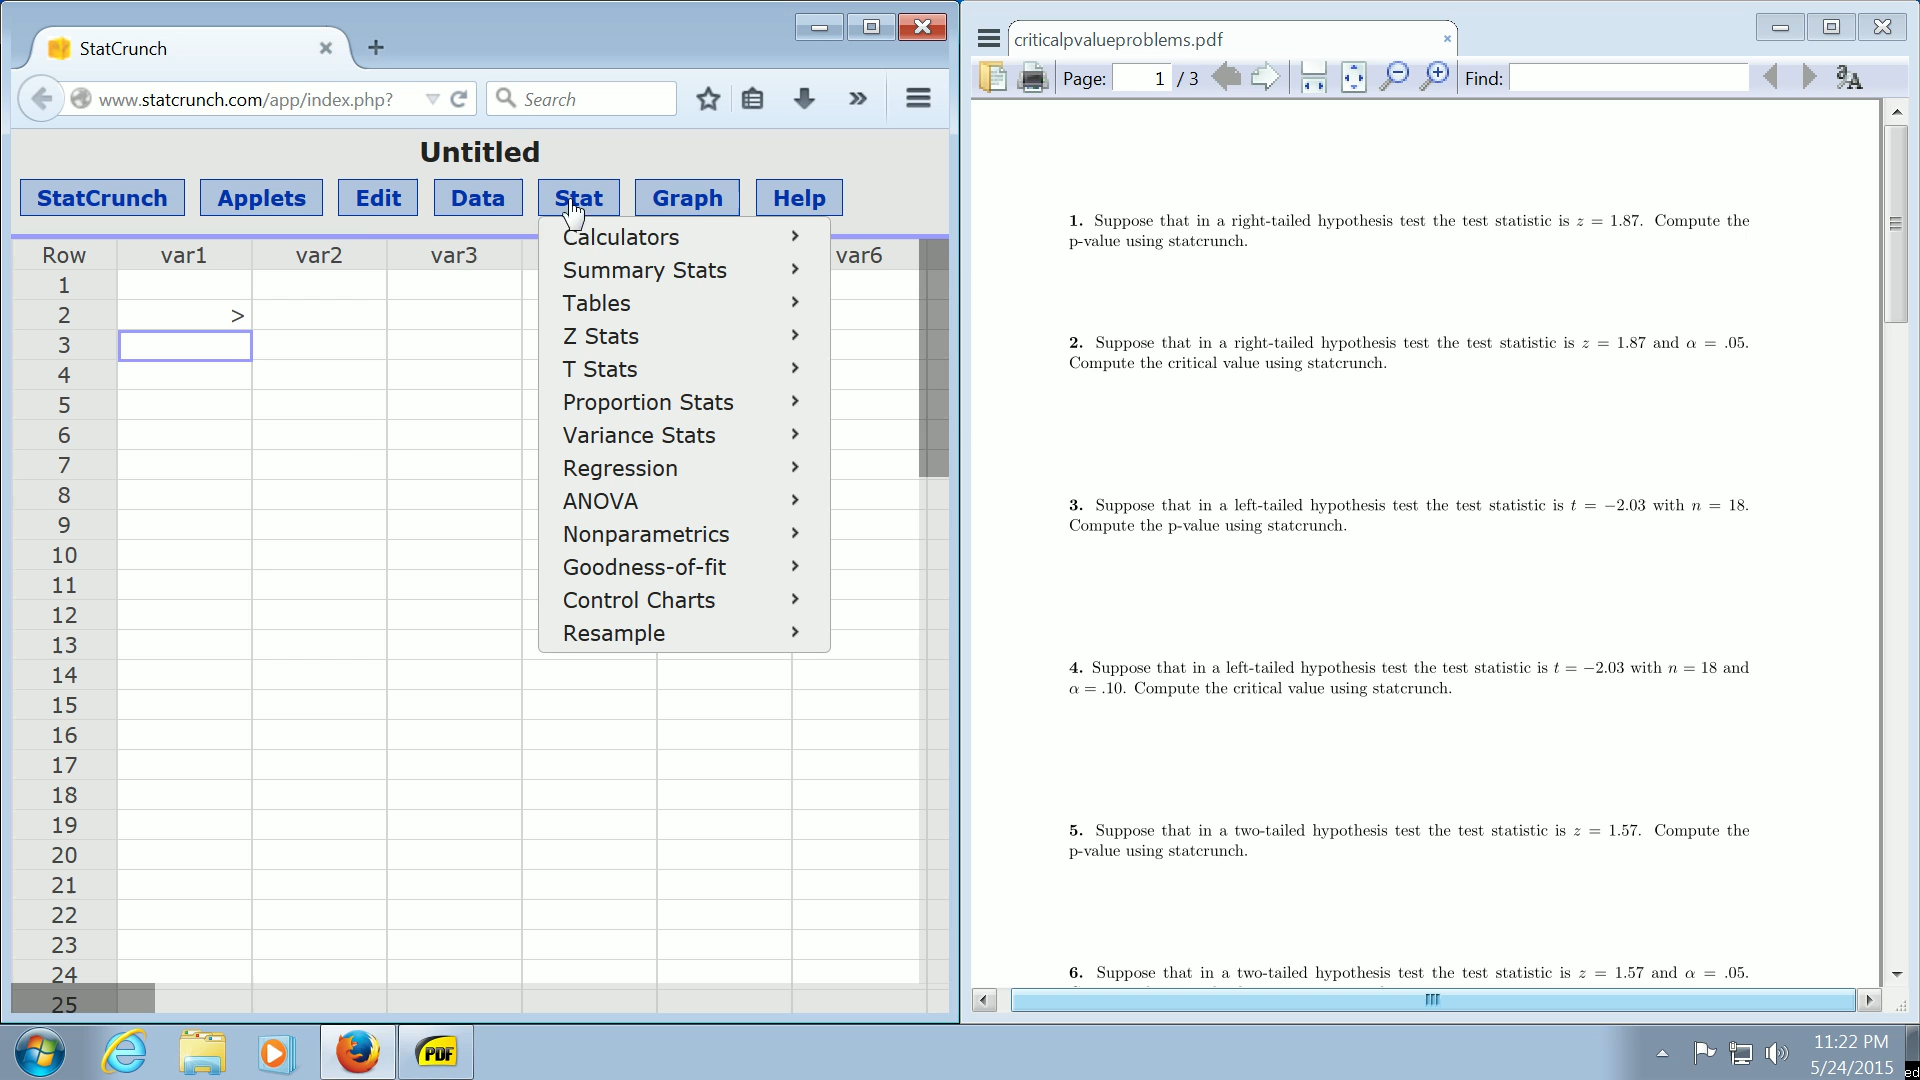 StatCrunch
www.statcrunch.com/app/index.php?
Search
Untitled
StatCrunch Applets Edit Data Stat Graph Help
Row var1 var2 var3 var6
Calculators
Summary Stats
Tables
Z Stats
T Stats
Proportion Stats
Variance Stats
Regression
ANOVA
Nonparametrics
Goodness-of-fit
Control Charts
Resample
1
2 >
3
4
5
6
7
8
9
10
11
12
13
14
15
16
17
18
19
20
21
22
23
24
25
criticalpvalueproblems.pdf
Page: 1 / 3 Find:
1. Suppose that in a right-tailed hypothesis test the test statistic is z = 1.87. Compute the
p-value using statcrunch.
2. Suppose that in a right-tailed hypothesis test the test statistic is z = 1.87 and α = .05.
Compute the critical value using statcrunch.
3. Suppose that in a left-tailed hypothesis test the test statistic is t = −2.03 with n = 18.
Compute the p-value using statcrunch.
4. Suppose that in a left-tailed hypothesis test the test statistic is t = −2.03 with n = 18 and
α = .10. Compute the critical value using statcrunch.
5. Suppose that in a two-tailed hypothesis test the test statistic is z = 1.57. Compute the
p-value using statcrunch.
6. Suppose that in a two-tailed hypothesis test the test statistic is z = 1.57 and α = .05.
PDF
11:22 PM
5/24/2015
ed